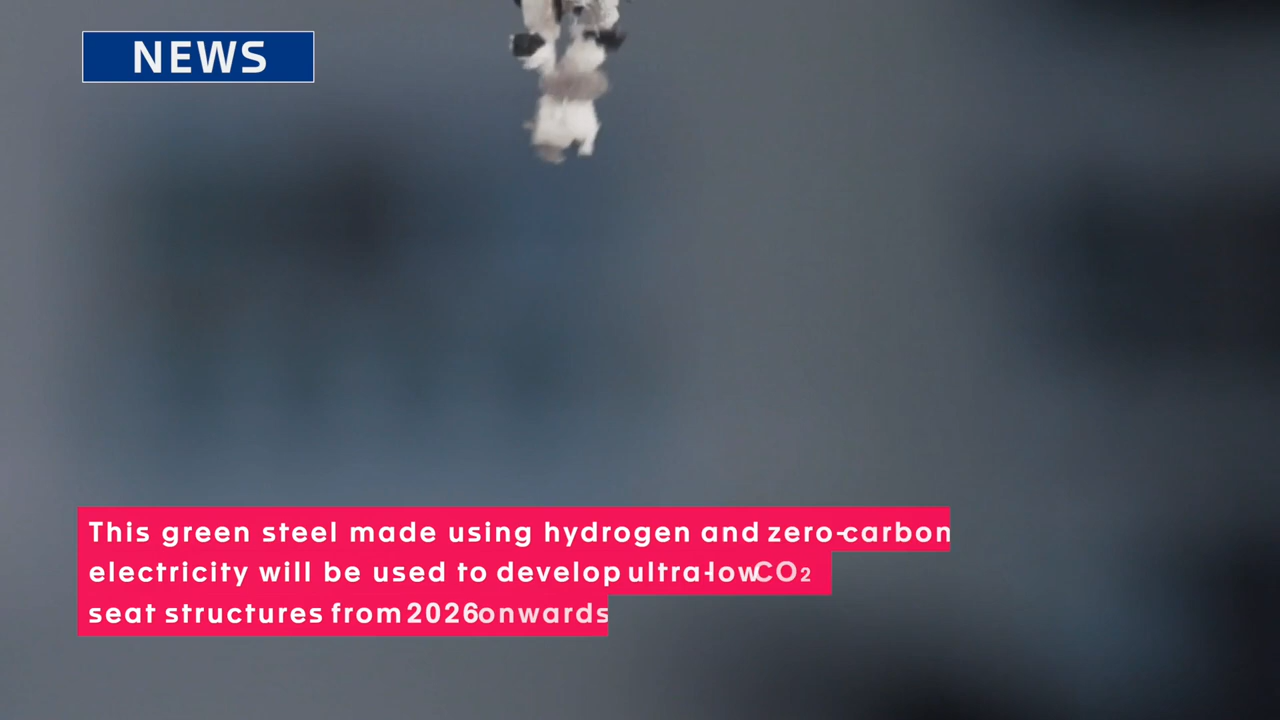 NEWS
This green steel made using hydrogen and zero-carbon
electricity will be used to develop ultra-low CO₂
seat structures from 2026 onwards